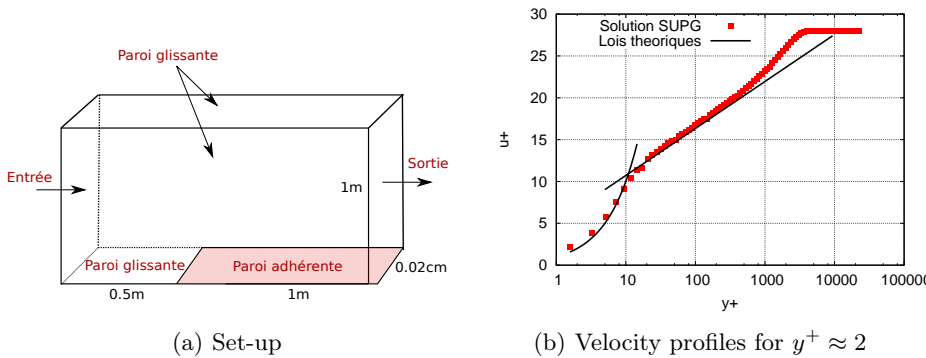 Paroi glissante
Entrée
Sortie
1m
Paroi glissante
Paroi adhérente
0.02cm
0.5m
1m
(a) Set-up
30
25
20
15
10
5
0
u+
Solution SUPG
Lois theoriques
1
10
100
1000
10000
100000
y+
(b) Velocity profiles for y⁺ ≈ 2